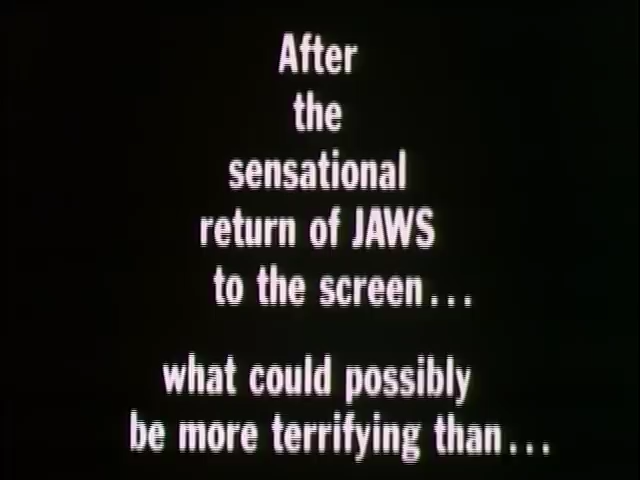 After
the
sensational
return of JAWS
to the screen...
what could possibly
be more terrifying than...